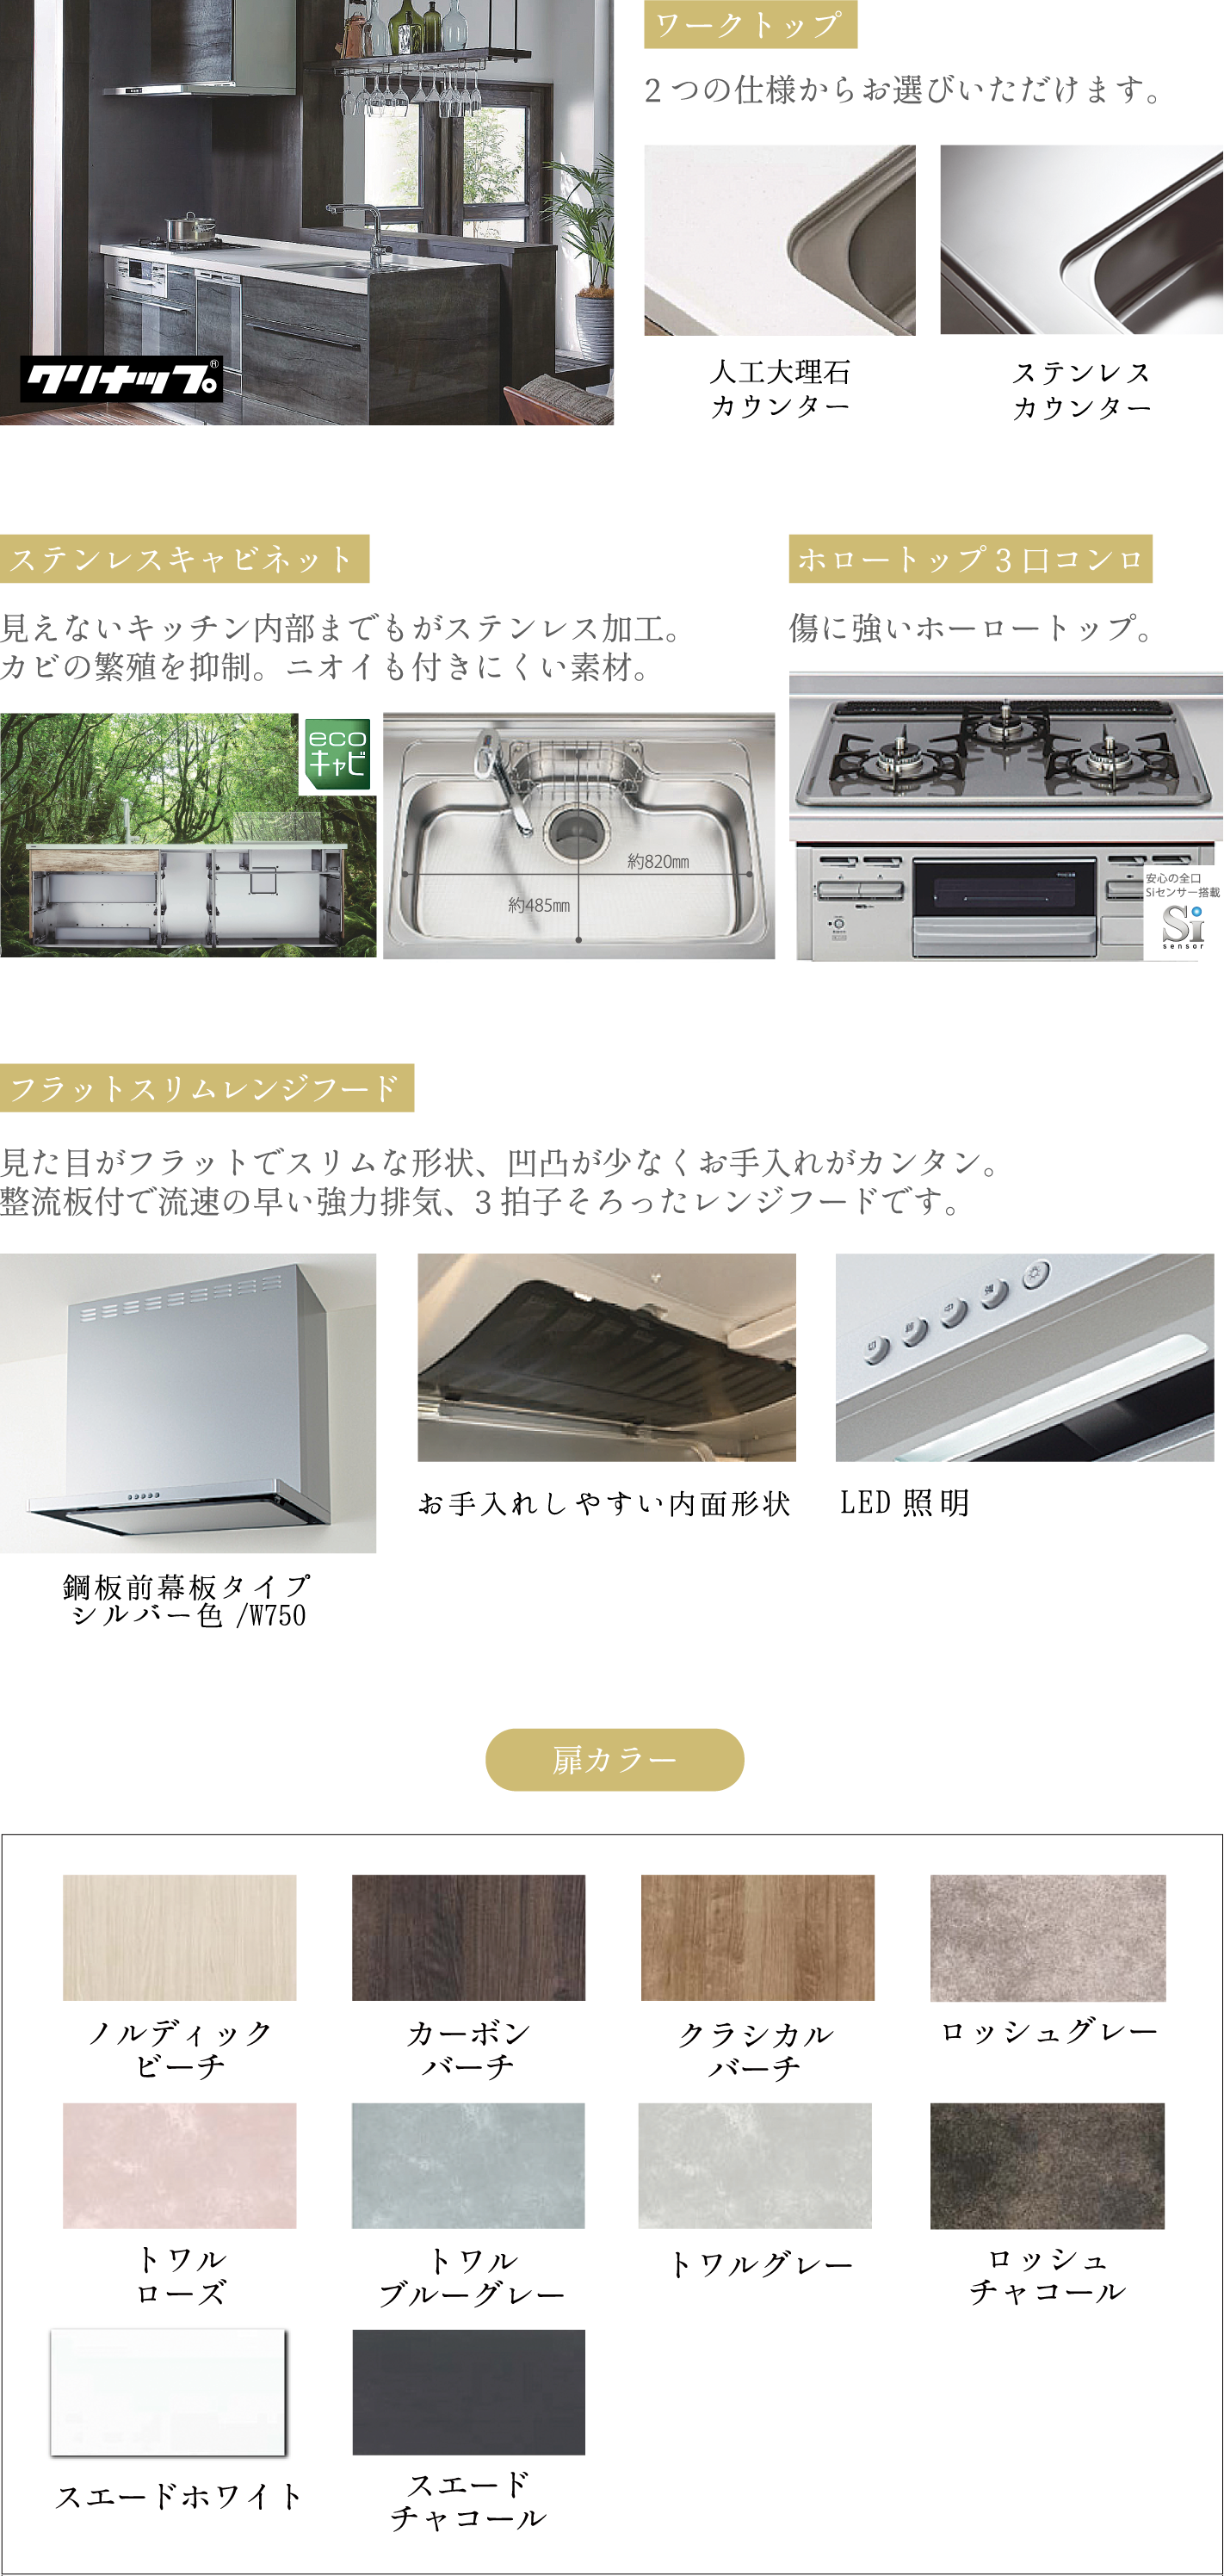 クリナップ®
ワークトップ
2つの仕様からお選びいただけます。
人工大理石
カウンター
ステンレス
カウンター
ステンレスキャビネット
見えないキッチン内部までもがステンレス加工。
カビの繁殖を抑制。ニオイも付きにくい素材。
eco
キャビ
約820㎜
約485㎜
ホロートップ3口コンロ
傷に強いホーロートップ。
安心の全口
Siセンサー搭載
Si
sensor
フラットスリムレンジフード
見た目がフラットでスリムな形状、凹凸が少なくお手入れがカンタン。
整流板付で流速の早い強力排気、3拍子そろったレンジフードです。
鋼板前幕板タイプ
シルバー色 /W750
お手入れしやすい内面形状
切 弱 中 強
LED 照明
扉カラー
ノルディック
ビーチ
カーボン
バーチ
クラシカル
バーチ
ロッシュグレー
トワル
ローズ
トワル
ブルーグレー
トワルグレー
ロッシュ
チャコール
スエードホワイト
スエード
チャコール